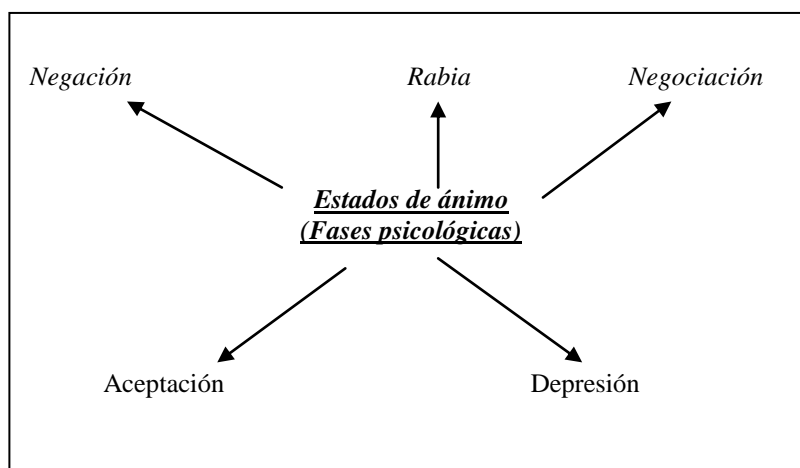 Negación
Rabia
Negociación
Estados de ánimo
(Fases psicológicas)
Aceptación
Depresión